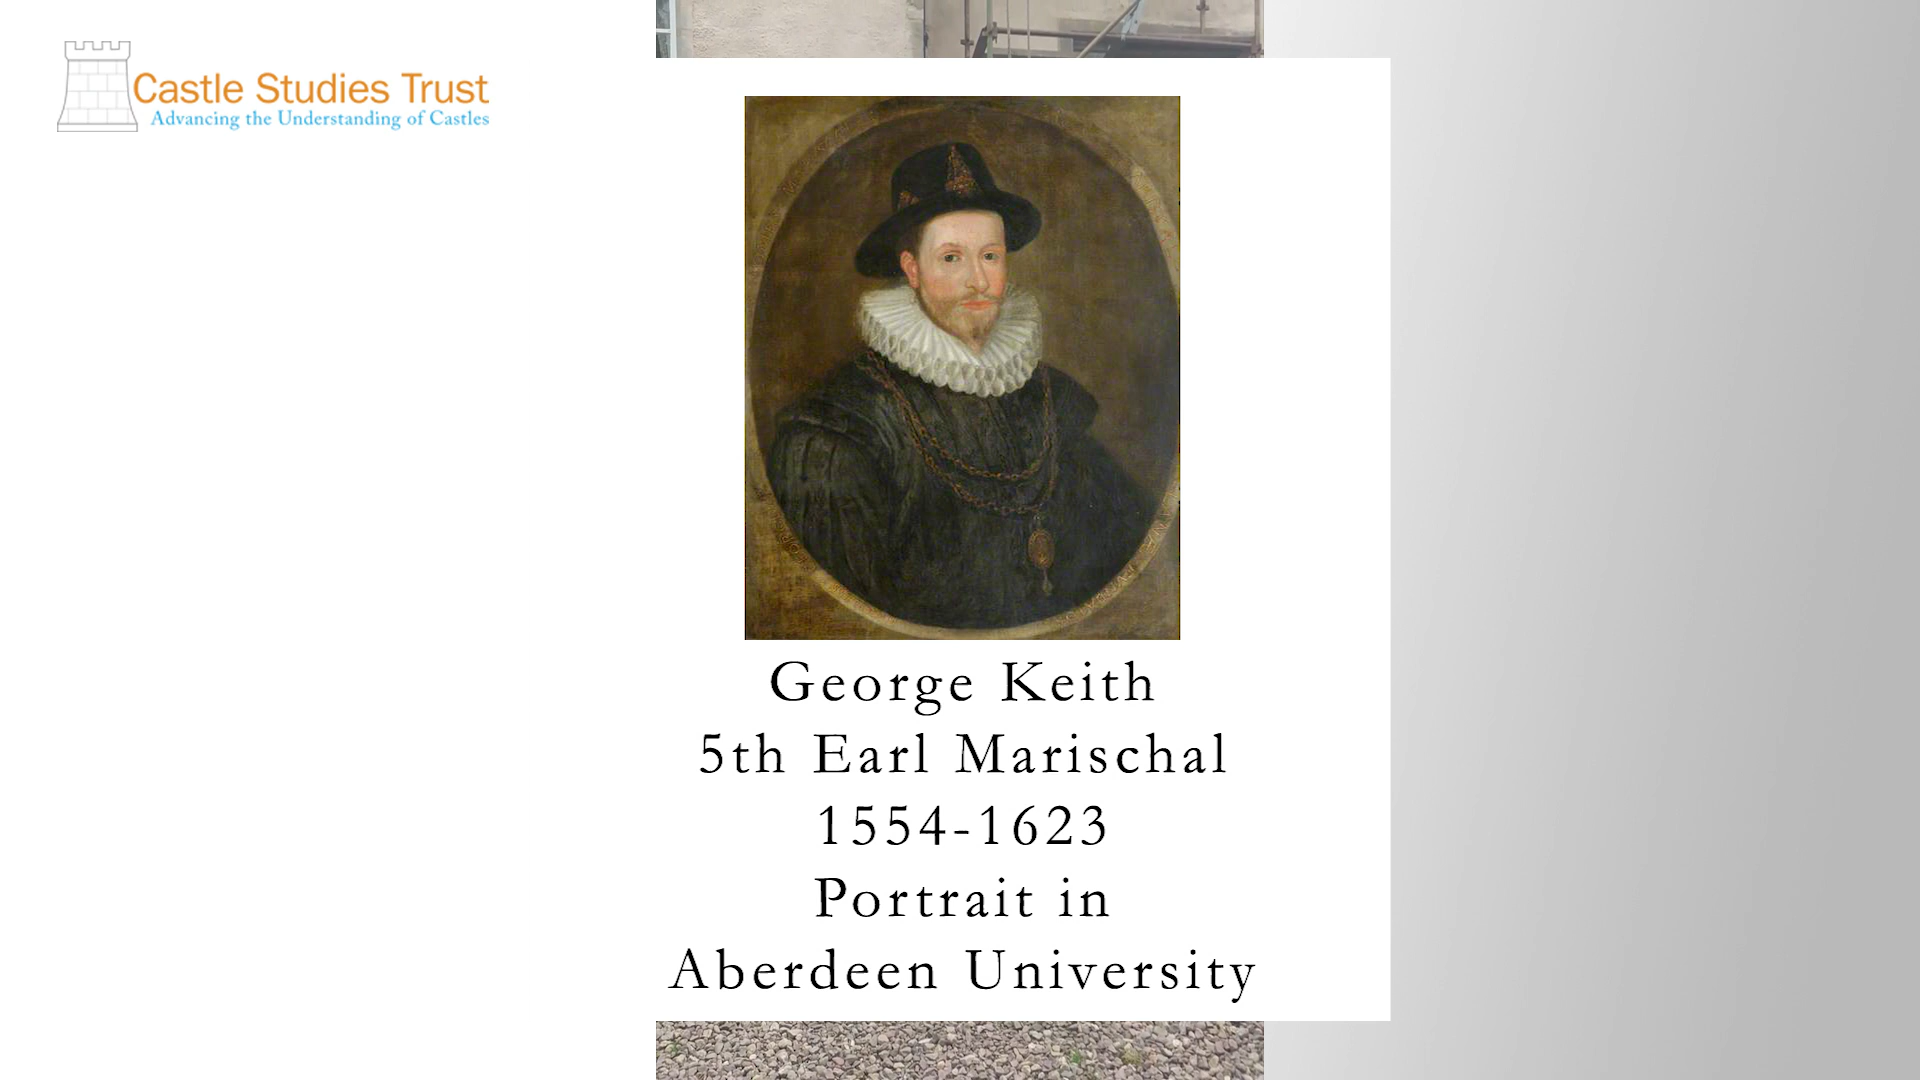 Castle Studies Trust
Advancing the Understanding of Castles
George Keith
5th Earl Marischal
1554-1623
Portrait in
Aberdeen University